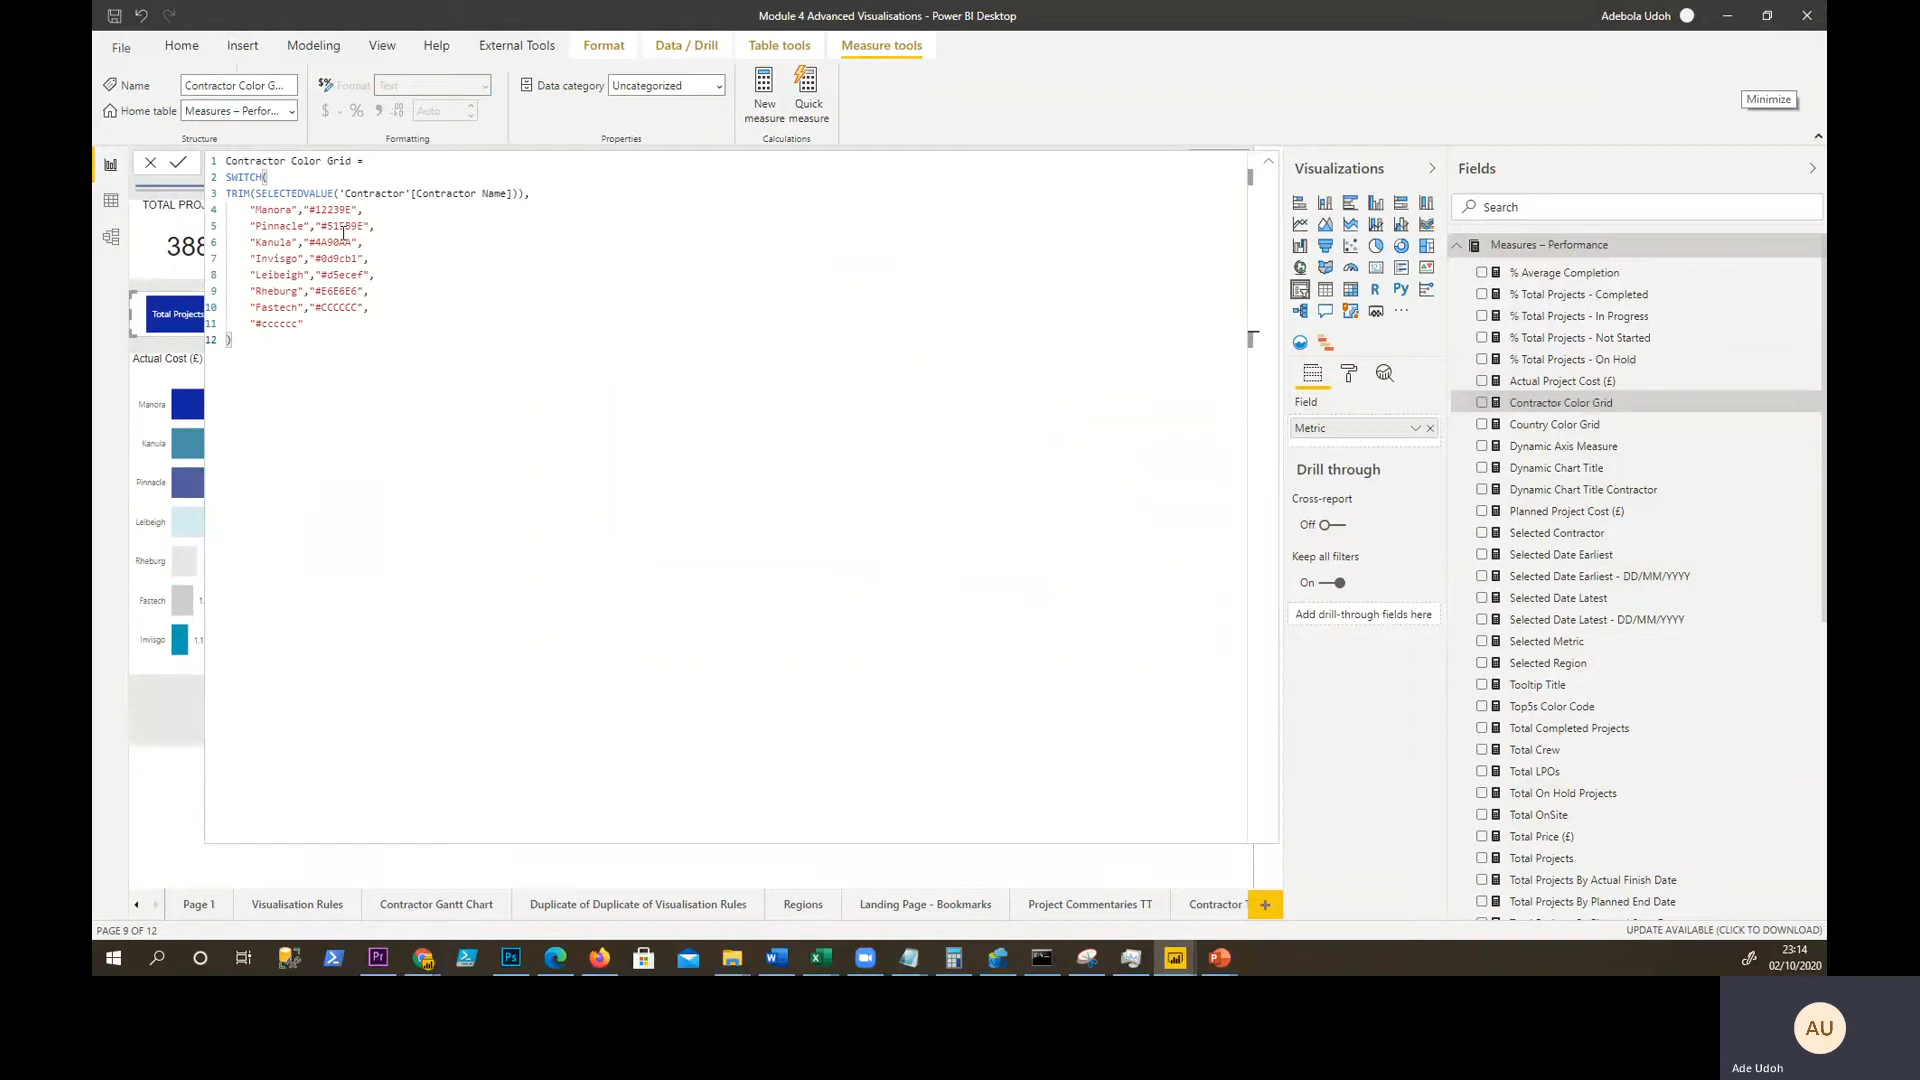 Module 4 Advanced Visualisations - Power BI Desktop
Adebola Udoh
File
Home
Insert
Modeling
View
Help
External Tools
Format
Data / Drill
Table tools
Measure tools
Name
Contractor Color G...
Home table
Measures – Perfor...
Structure
Format
Text
$
%
Auto
Formatting
Data category
Uncategorized
Properties
New measure
Quick measure
Calculations
Minimize
1 Contractor Color Grid =
2 SWITCH(
3 TRIM(SELECTEDVALUE('Contractor'[Contractor Name])),
4 "Manora","#12239E",
5 "Pinnacle","#515B9E",
6 "Kanula","#4A90AA",
7 "Invisgo","#0d9cb1",
8 "Leibeigh","#d5ecef",
9 "Rheburg","#E6E6E6",
10 "Fastech","#CCCCCC",
11 "#cccccc"
12 )
TOTAL PROJ
388
Total Projects
Actual Cost (£)
Manora
Kanula
Pinnacle
Leibeigh
Rheburg
Fastech
1.
Invisgo
1.1
Visualizations
R
Py
...
Field
Metric
Drill through
Cross-report
Off
Keep all filters
On
Add drill-through fields here
Fields
Search
Measures – Performance
% Average Completion
% Total Projects - Completed
% Total Projects - In Progress
% Total Projects - Not Started
% Total Projects - On Hold
Actual Project Cost (£)
Contractor Color Grid
Country Color Grid
Dynamic Axis Measure
Dynamic Chart Title
Dynamic Chart Title Contractor
Planned Project Cost (£)
Selected Contractor
Selected Date Earliest
Selected Date Earliest - DD/MM/YYYY
Selected Date Latest
Selected Date Latest - DD/MM/YYYY
Selected Metric
Selected Region
Tooltip Title
Top5s Color Code
Total Completed Projects
Total Crew
Total LPOs
Total On Hold Projects
Total OnSite
Total Price (£)
Total Projects
Total Projects By Actual Finish Date
Total Projects By Planned End Date
Page 1
Visualisation Rules
Contractor Gantt Chart
Duplicate of Duplicate of Visualisation Rules
Regions
Landing Page - Bookmarks
Project Commentaries TT
Contractor T
PAGE 9 OF 12
UPDATE AVAILABLE (CLICK TO DOWNLOAD)
Pr
Ps
23:14
02/10/2020
AU
Ade Udoh